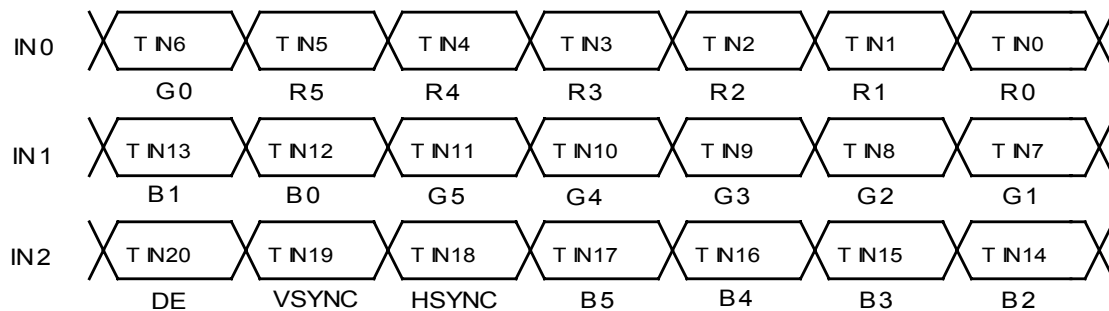 IN0 TIN6 TIN5 TIN4 TIN3 TIN2 TIN1 TIN0
G0 R5 R4 R3 R2 R1 R0
IN1 TIN13 TIN12 TIN11 TIN10 TIN9 TIN8 TIN7
B1 B0 G5 G4 G3 G2 G1
IN2 TIN20 TIN19 TIN18 TIN17 TIN16 TIN15 TIN14
DE VSYNC HSYNC B5 B4 B3 B2